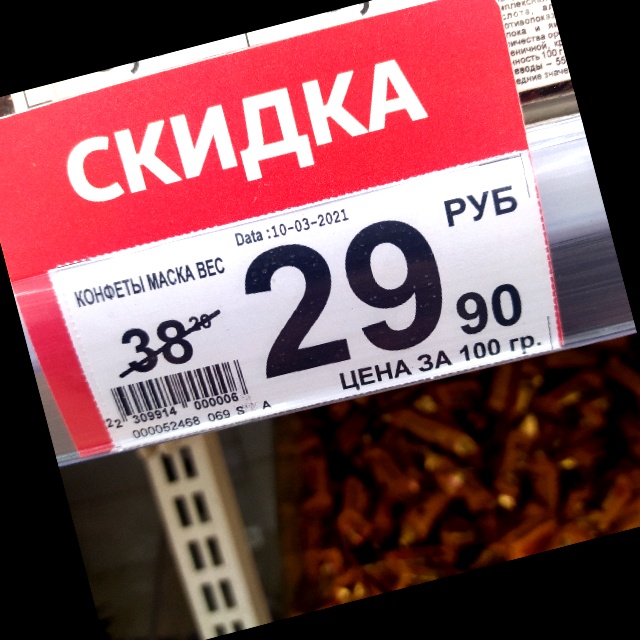 СКИДКА
Data :10-03-2021
РУБ
КОНФЕТЫ МАСКА ВЕС
29 90
38 20
ЦЕНА ЗА 100 гр.
22 309914 000006
000052468 069 S А